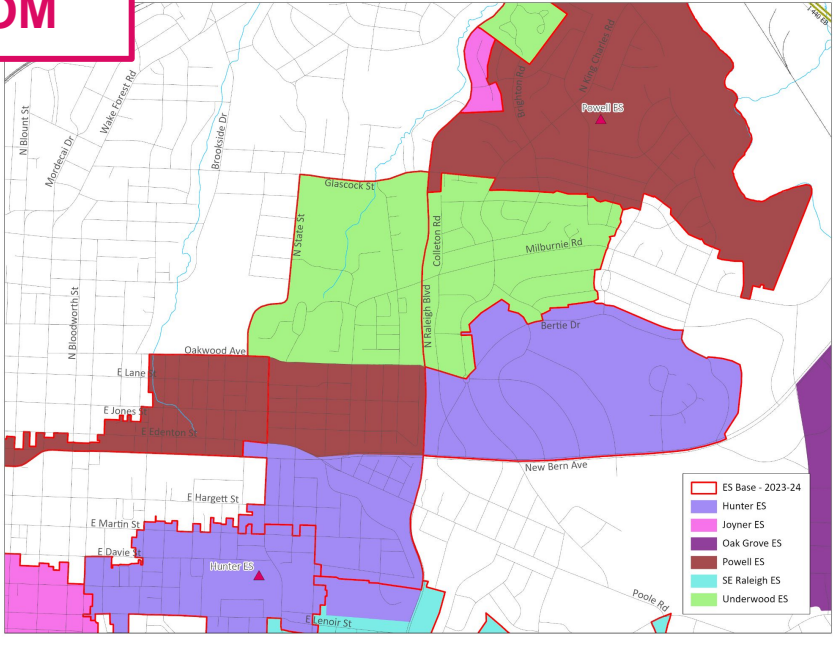 OM
I 440 EB
N King Charles Rd
Brighton Rd
Powell ES
Wake Forest Rd
N Blount St
Mordecai Dr
Brookside Dr
Glascock St
N State St
Colleton Rd
Milburnie Rd
N Raleigh Blvd
N Bloodworth St
Bertie Dr
Oakwood Ave
E Lane St
E Jones St
E Edenton St
New Bern Ave
E Hargett St
E Martin St
E Davie St
Hunter ES
Poole Rd
E Lenoir St
ES Base - 2023-24
Hunter ES
Joyner ES
Oak Grove ES
Powell ES
SE Raleigh ES
Underwood ES